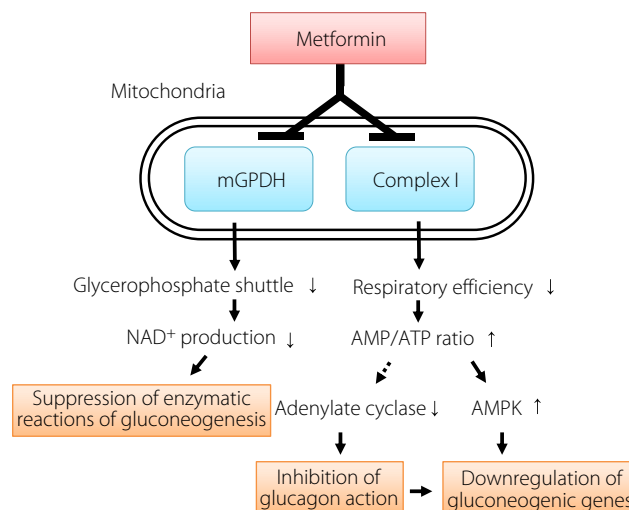 Metformin
Mitochondria
mGPDH
Complex I
Glycerophosphate shuttle ↓
Respiratory efficiency ↓
NAD⁺ production ↓
AMP/ATP ratio ↑
Suppression of enzymatic
reactions of gluconeogenesis
Adenylate cyclase ↓
AMPK ↑
Inhibition of
glucagon action
Downregulation of
gluconeogenic genes